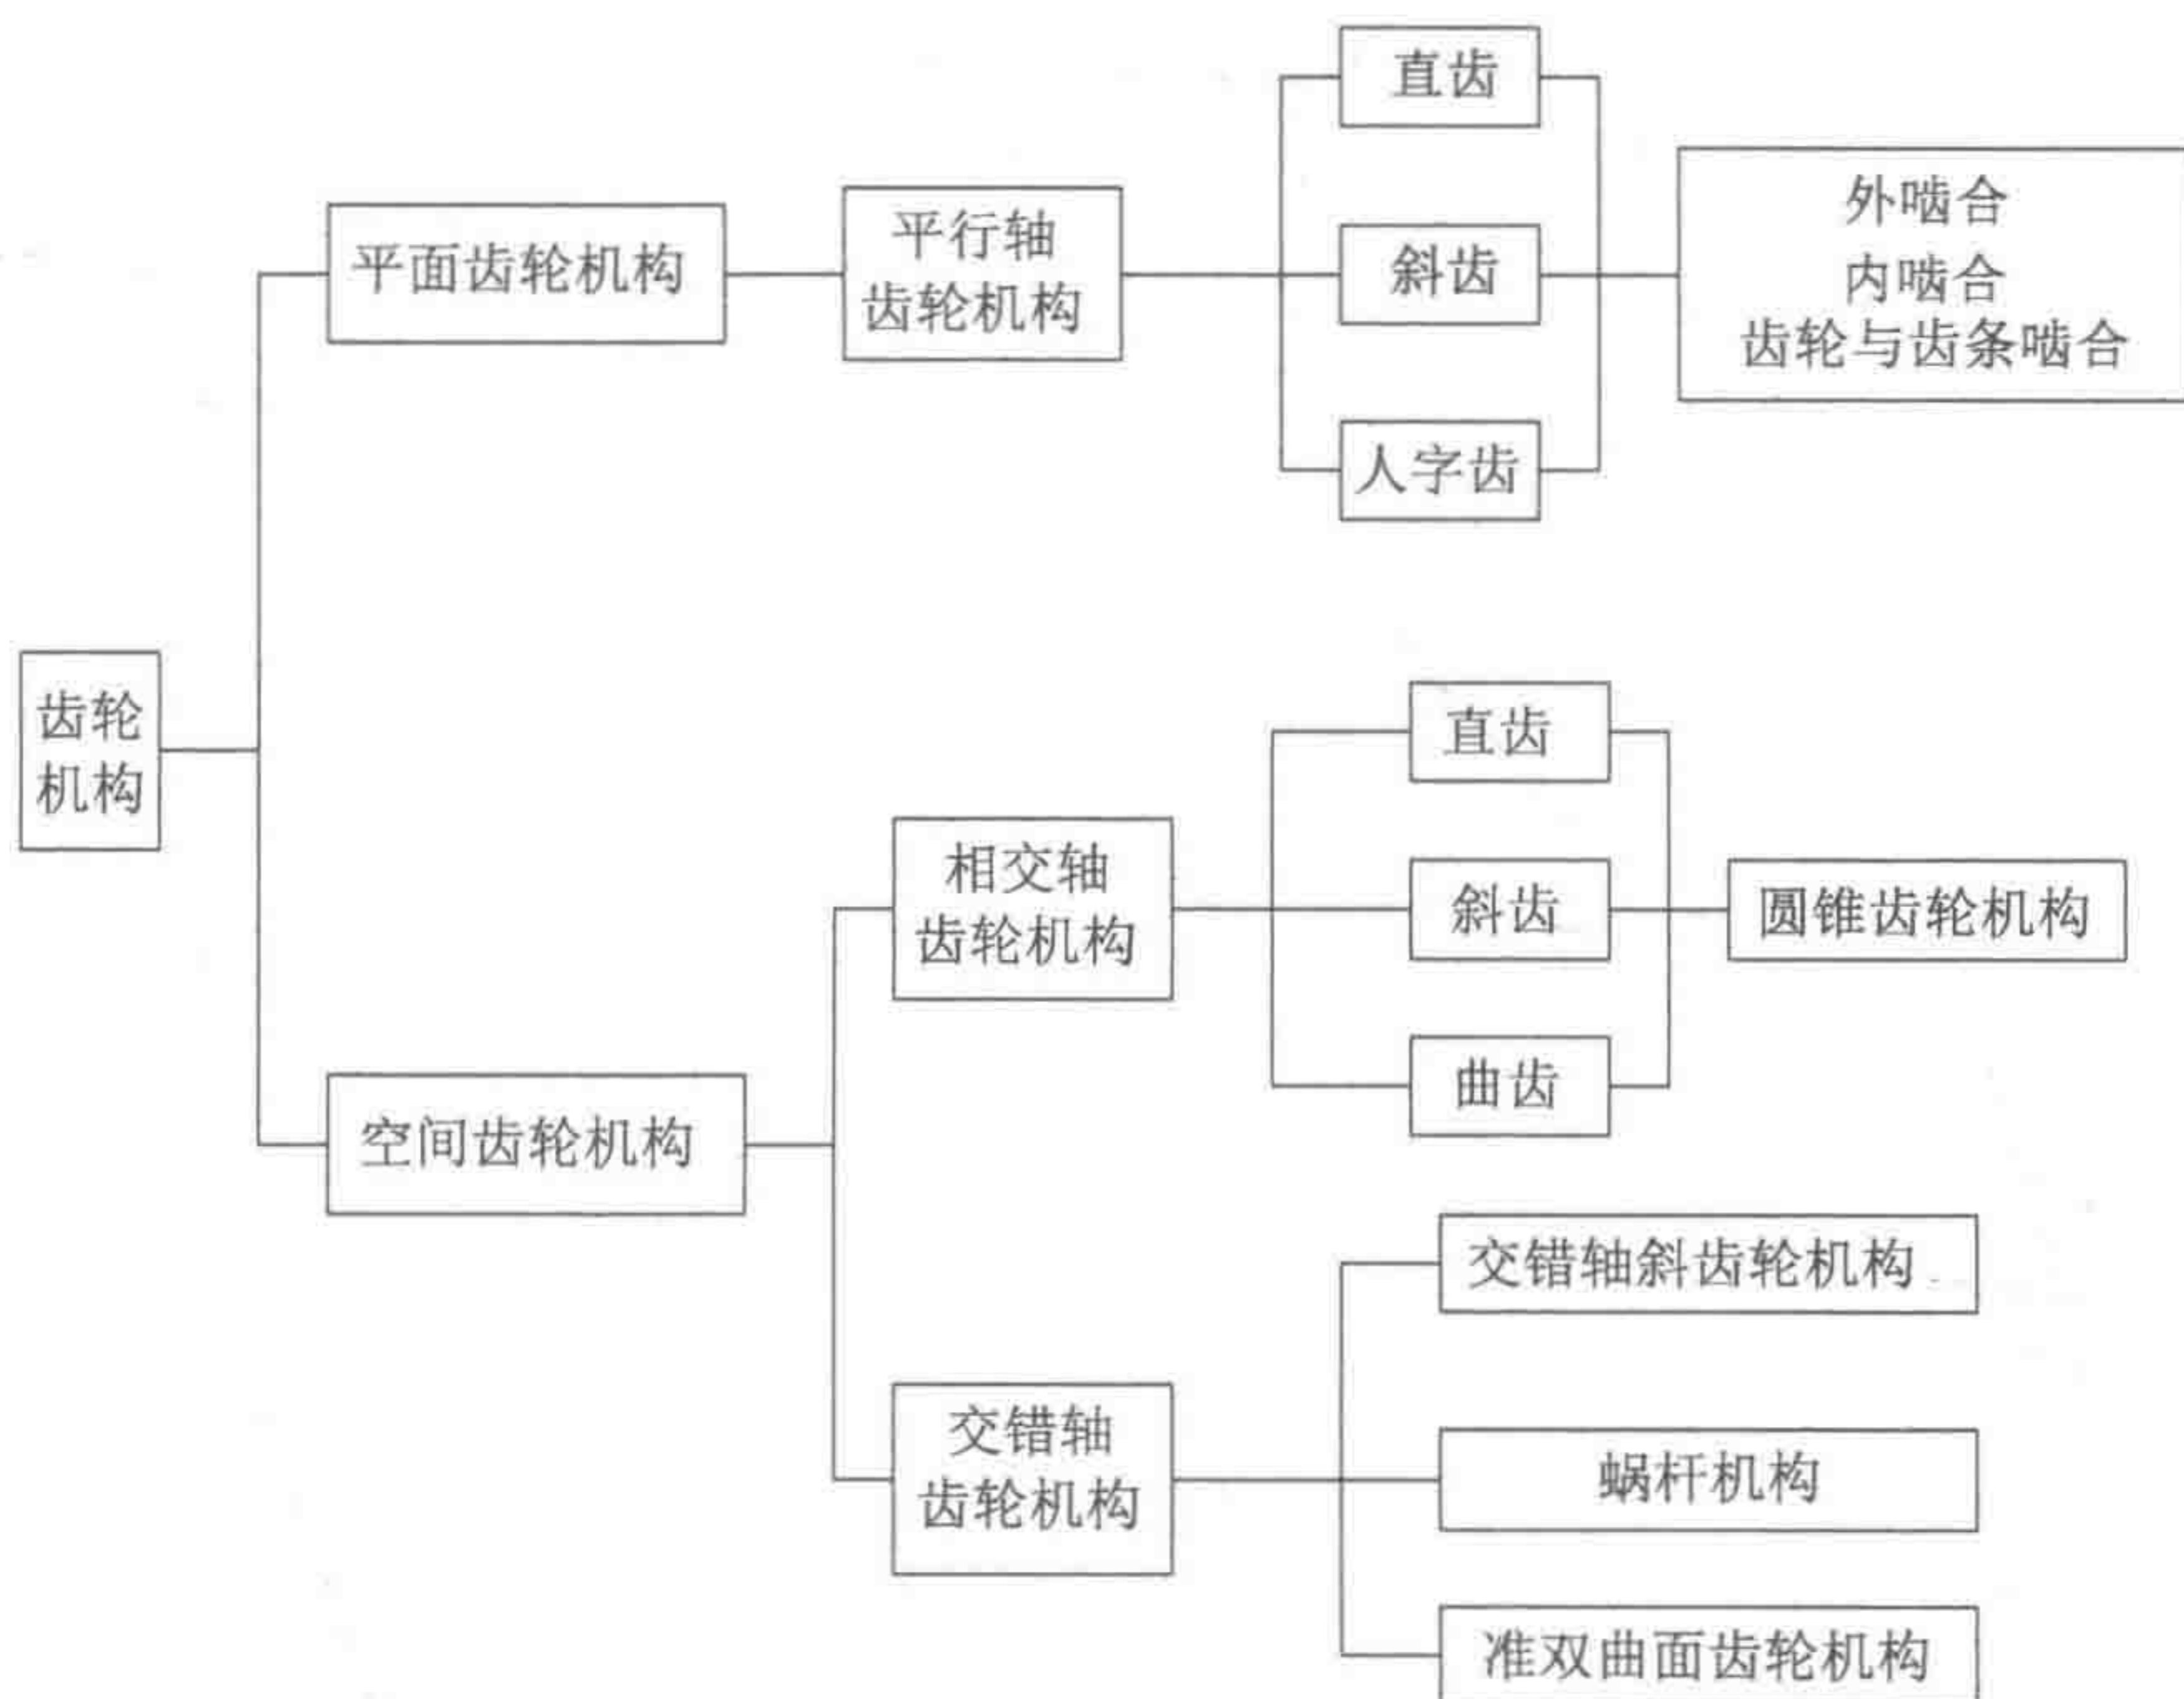 齿轮
机构
平面齿轮机构
平行轴
齿轮机构
直齿
斜齿
人字齿
外啮合
内啮合
齿轮与齿条啮合
空间齿轮机构
相交轴
齿轮机构
直齿
斜齿
曲齿
圆锥齿轮机构
交错轴
齿轮机构
交错轴斜齿轮机构
蜗杆机构
准双曲面齿轮机构